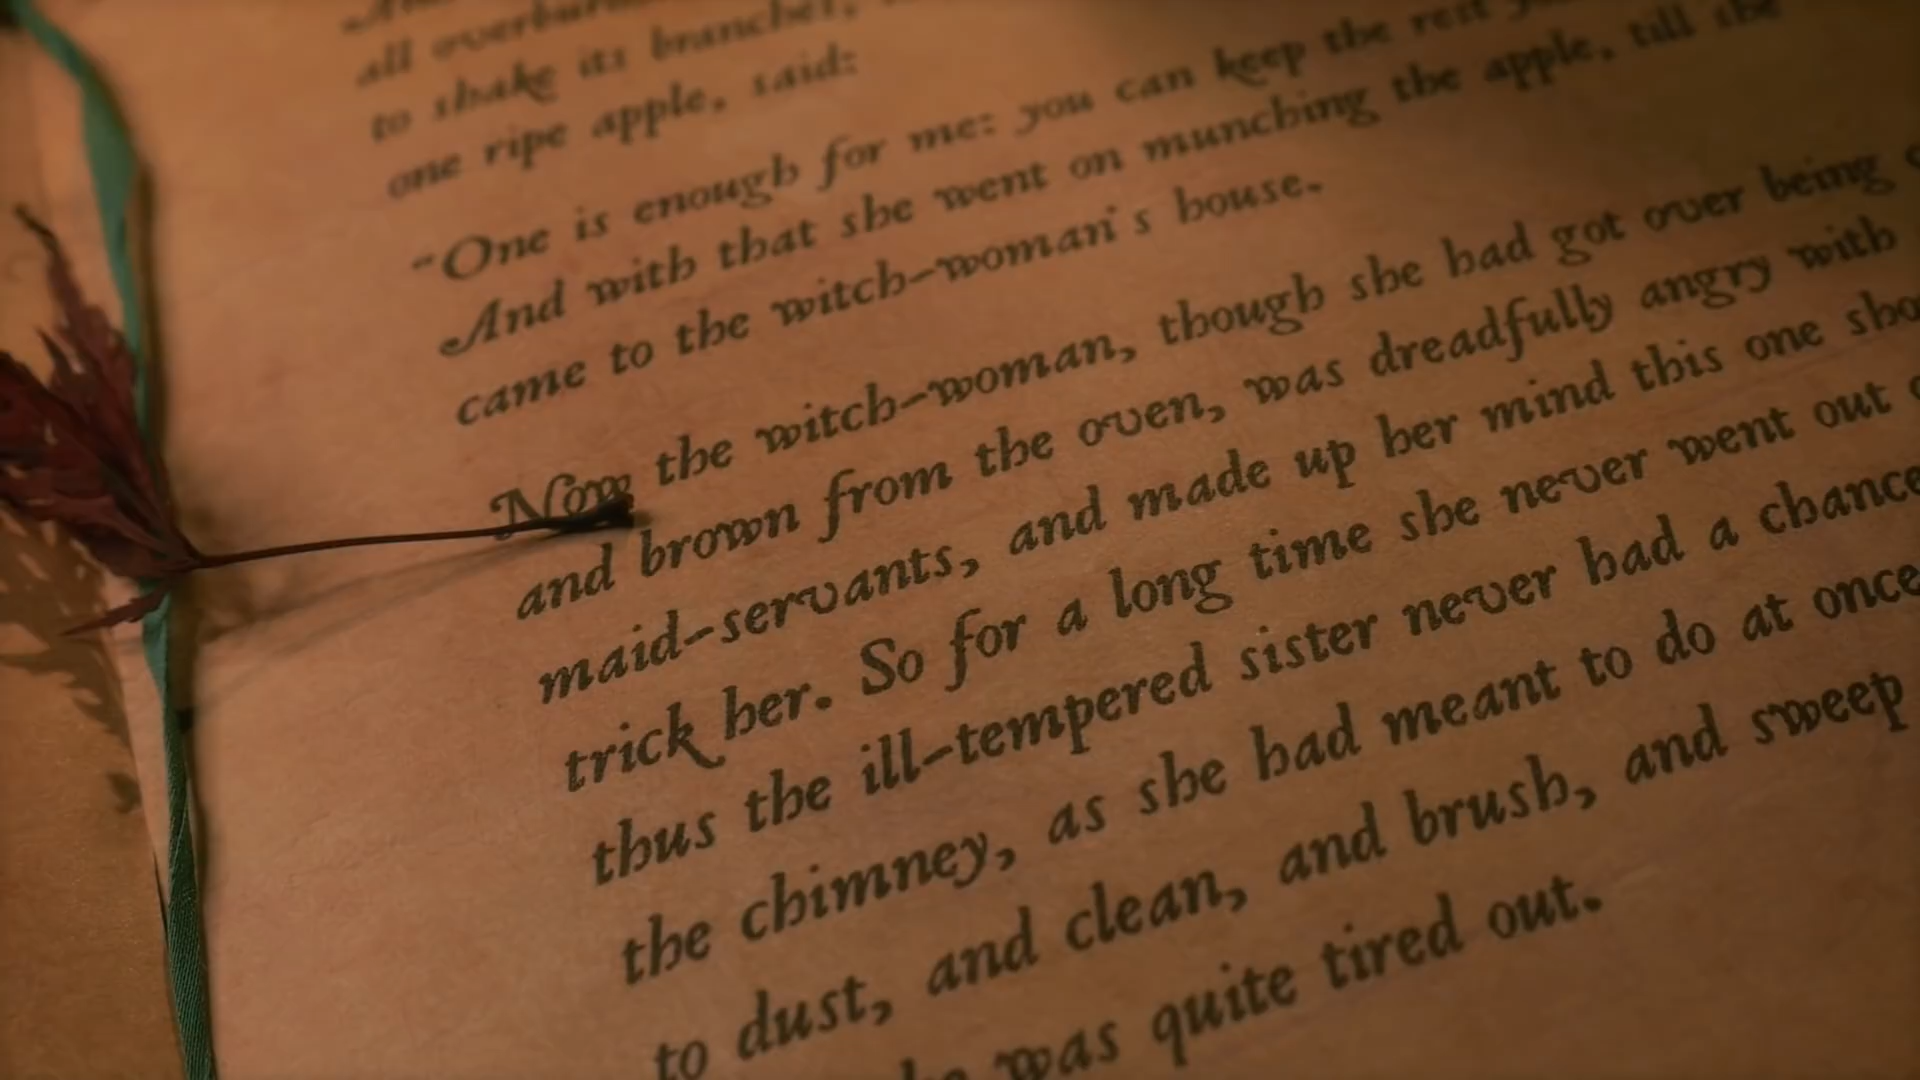 all
to shake its branches,
one ripe apple, said:
"One is enough for me: you can keep the rest
And with that she went on munching the apple, till she
came to the witch-woman's house.
Now the witch-woman, though she had got over being
and brown from the oven, was dreadfully angry with
maid-servants, and made up her mind this one
trick her. So for a long time she never went out
thus the ill-tempered sister never had a chance
the chimney, as she had meant to do at once
to dust, and clean, and brush, and sweep
was quite tired out.